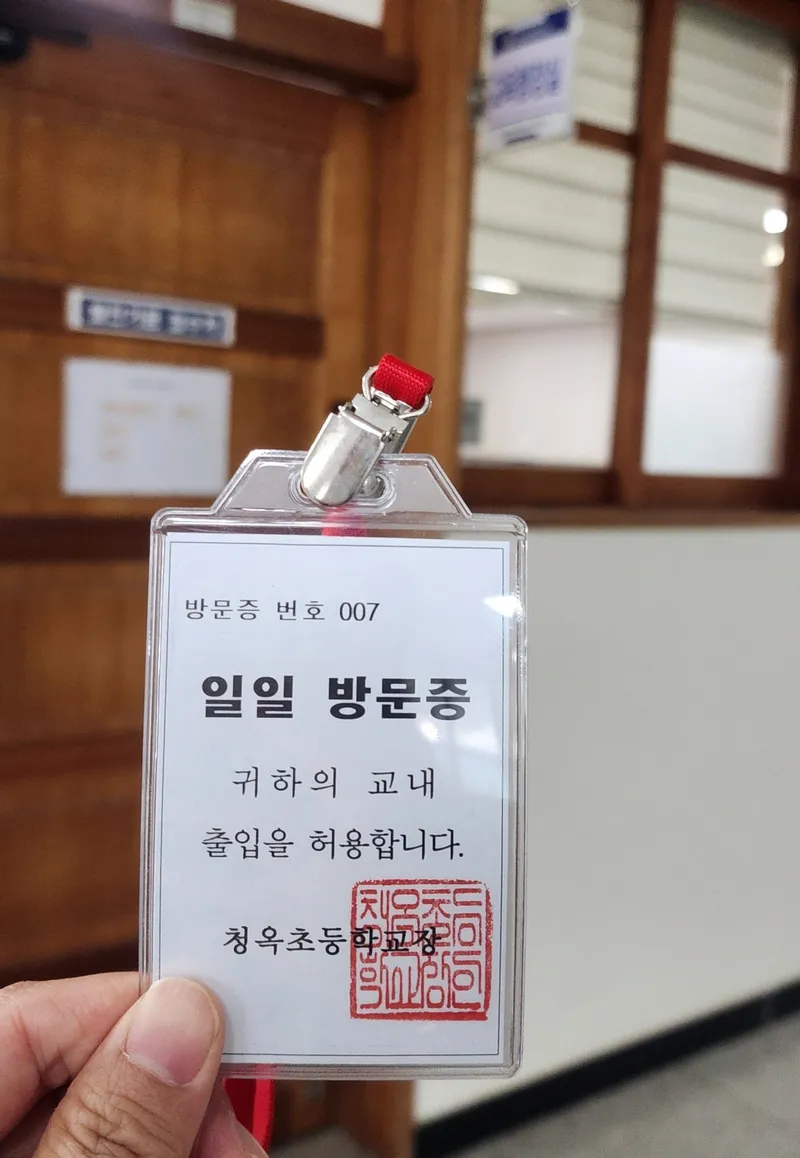 방문증 번호 007
일일 방문증
귀하의 교내
출입을 허용합니다.
청옥초등학교장